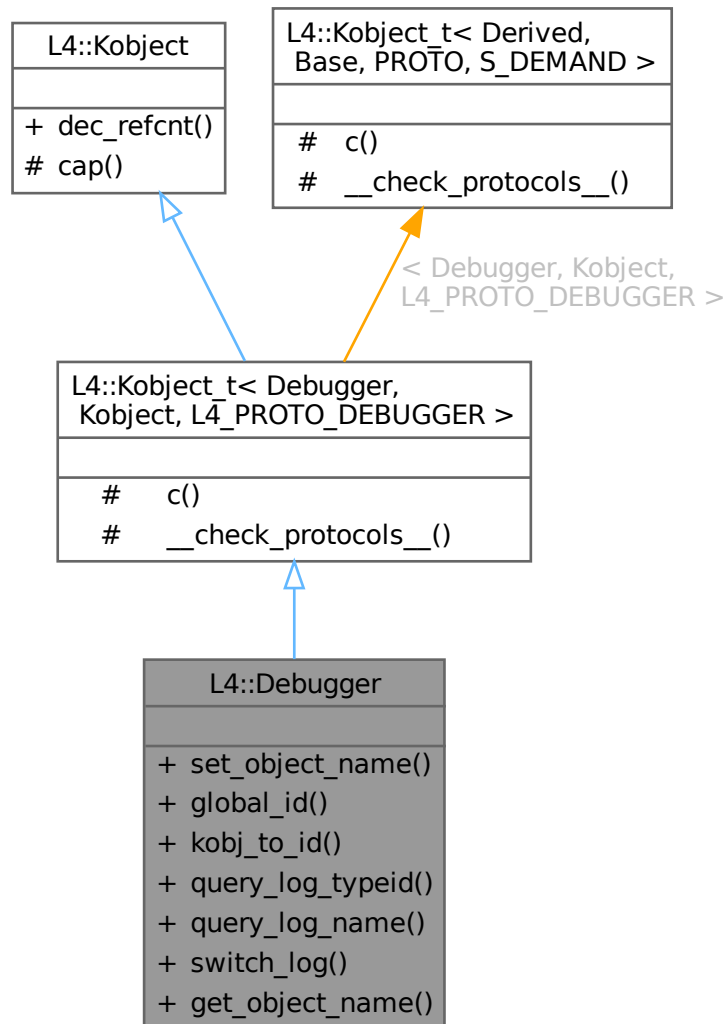 L4::Kobject
+ dec_refcnt()
# cap()
L4::Kobject_t< Derived,
Base, PROTO, S_DEMAND >
# c()
# __check_protocols__()
< Debugger, Kobject,
L4_PROTO_DEBUGGER >
L4::Kobject_t< Debugger,
Kobject, L4_PROTO_DEBUGGER >
# c()
# __check_protocols__()
L4::Debugger
+ set_object_name()
+ global_id()
+ kobj_to_id()
+ query_log_typeid()
+ query_log_name()
+ switch_log()
+ get_object_name()